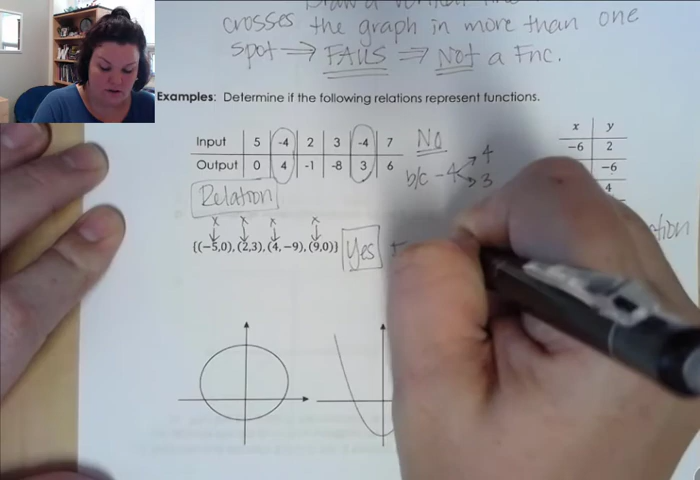 Draw a vertical
crosses the graph in more than one
spot → FAILS ⇒ Not a Fnc.
Examples: Determine if the following relations represent functions.
Input 5 -4 2 3 -4 7
Output 0 4 -1 -8 3 6
No
b/c -4 4
3
x y
-6 2
-6
4
Relation
x x x x
{(-5,0), (2,3), (4,-9), (9,0)} Yes